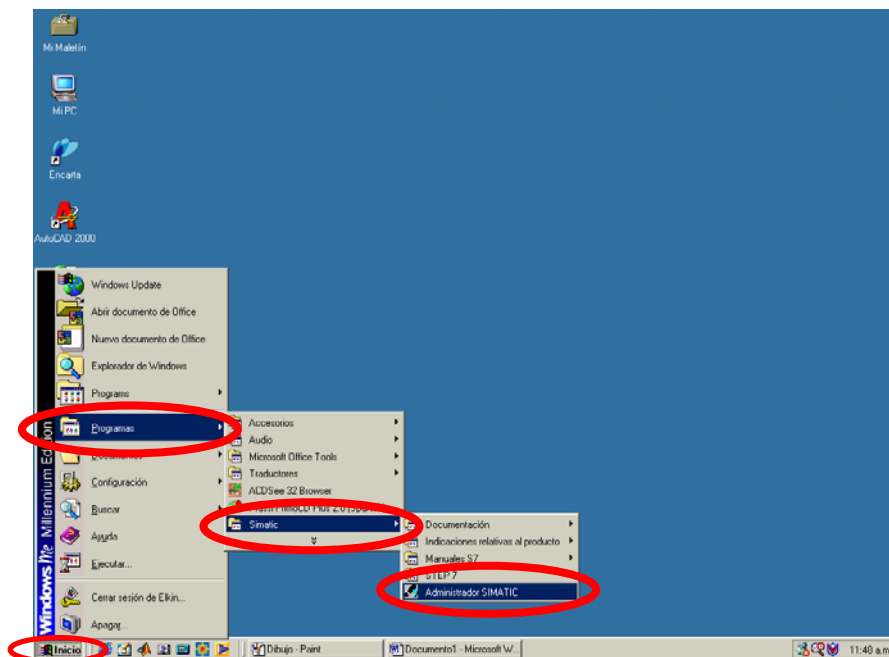 Mi Maletín
Mi PC
Encarta
AutoCAD 2000
Windows Update
Abrir documento de Office
Nuevo documento de Office
Explorador de Windows
Programs
Programas
Documentos
Configuración
Buscar
Ayuda
Ejecutar...
Cerrar sesión de Elkin...
Apagar...
Windows Me Millennium Edition
Accesorios
Audio
Microsoft Office Tools
Traductores
ACDSee 32 Browser
Simatic
Documentación
Indicaciones relativas al producto
Manuales S7
STEP 7
Administrador SIMATIC
Inicio
Dibujo - Paint
Documento1 - Microsoft W...
11:48 a.m